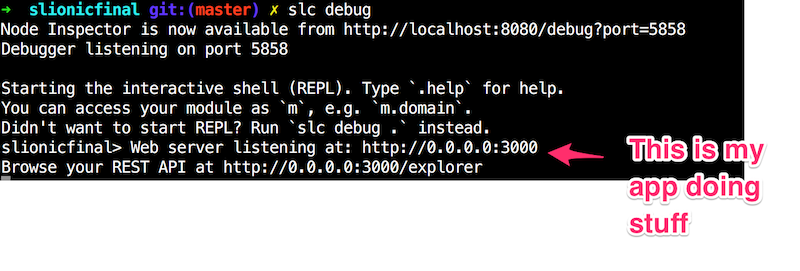 ➜ slionicfinal git:(master) ✗ slc debug
Node Inspector is now available from http://localhost:8080/debug?port=5858
Debugger listening on port 5858
Starting the interactive shell (REPL). Type `.help` for help.
You can access your module as `m`, e.g. `m.domain`.
Didn't want to start REPL? Run `slc debug .` instead.
slionicfinal> Web server listening at: http://0.0.0.0:3000
Browse your REST API at http://0.0.0.0:3000/explorer
This is my
app doing
stuff